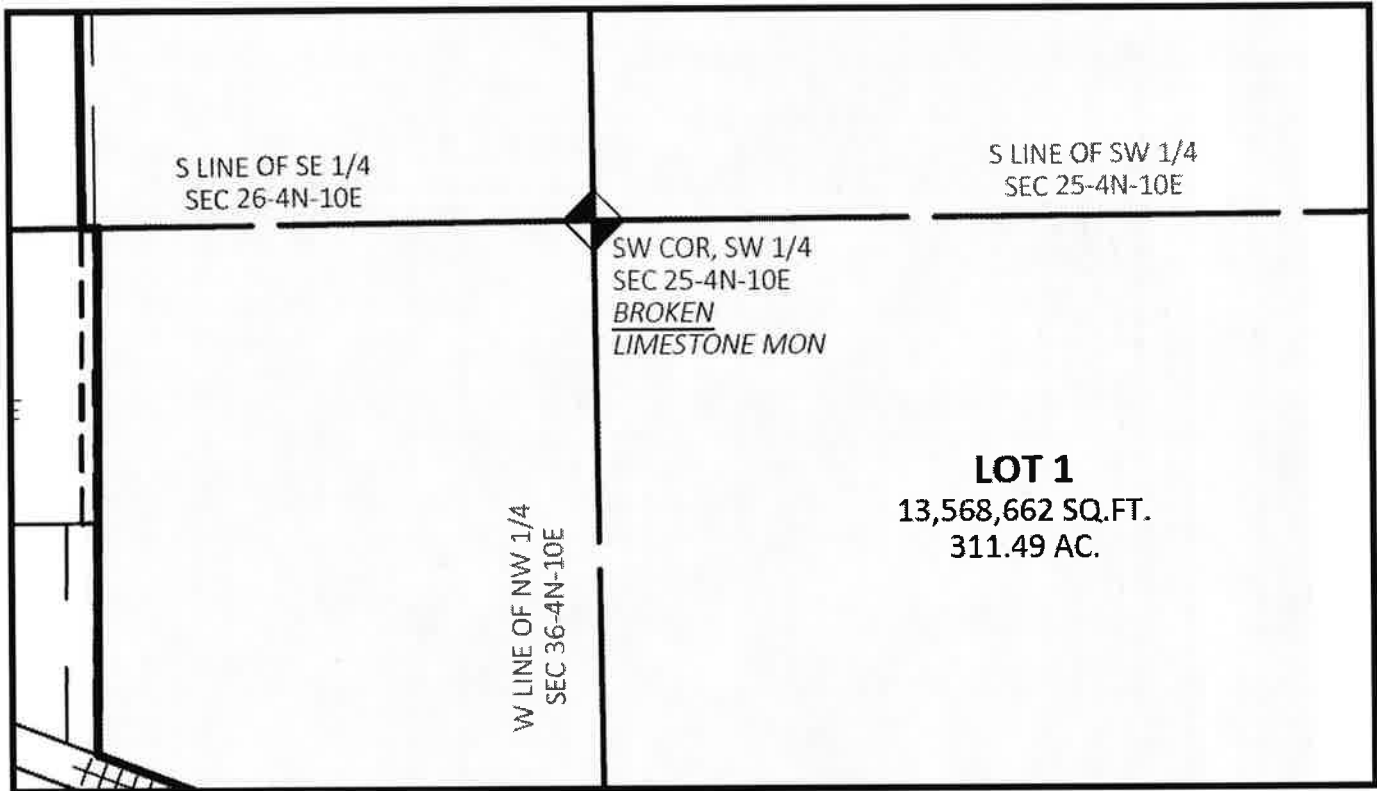 S LINE OF SE 1/4
SEC 26-4N-10E
S LINE OF SW 1/4
SEC 25-4N-10E
SW COR, SW 1/4
SEC 25-4N-10E
BROKEN
LIMESTONE MON
LOT 1
13,568,662 SQ.FT.
311.49 AC.
W LINE OF NW 1/4
SEC 36-4N-10E